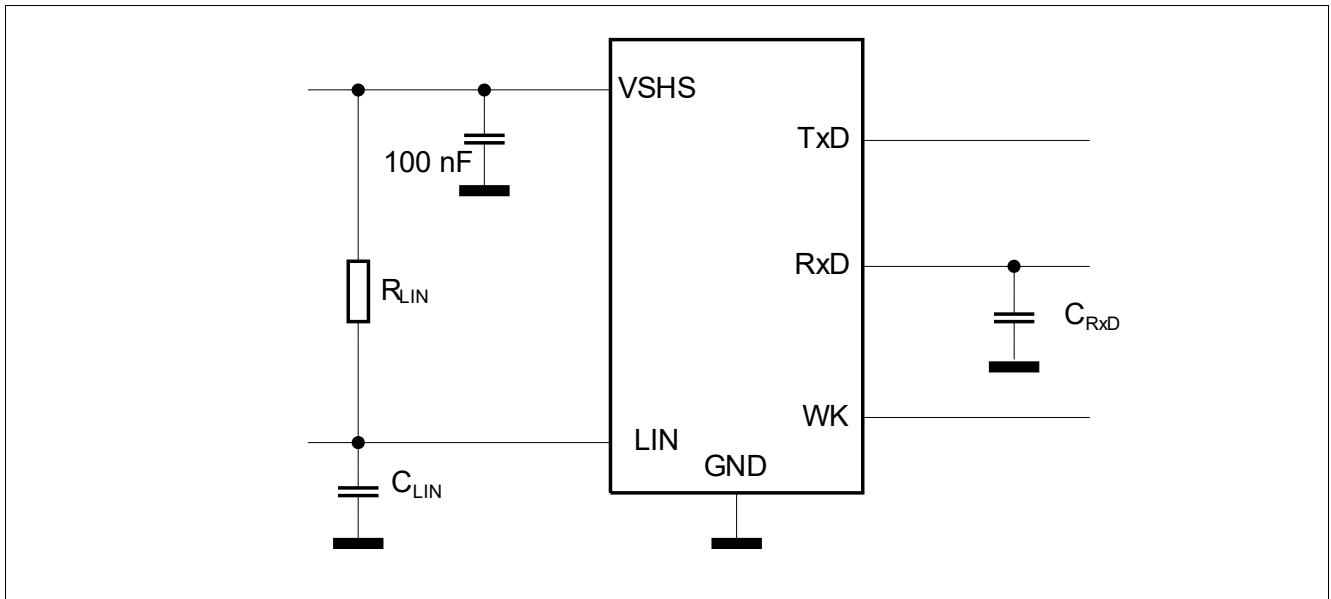 VSHS
TxD
100 nF
RxD
RLIN
CRxD
WK
LIN
GND
CLIN